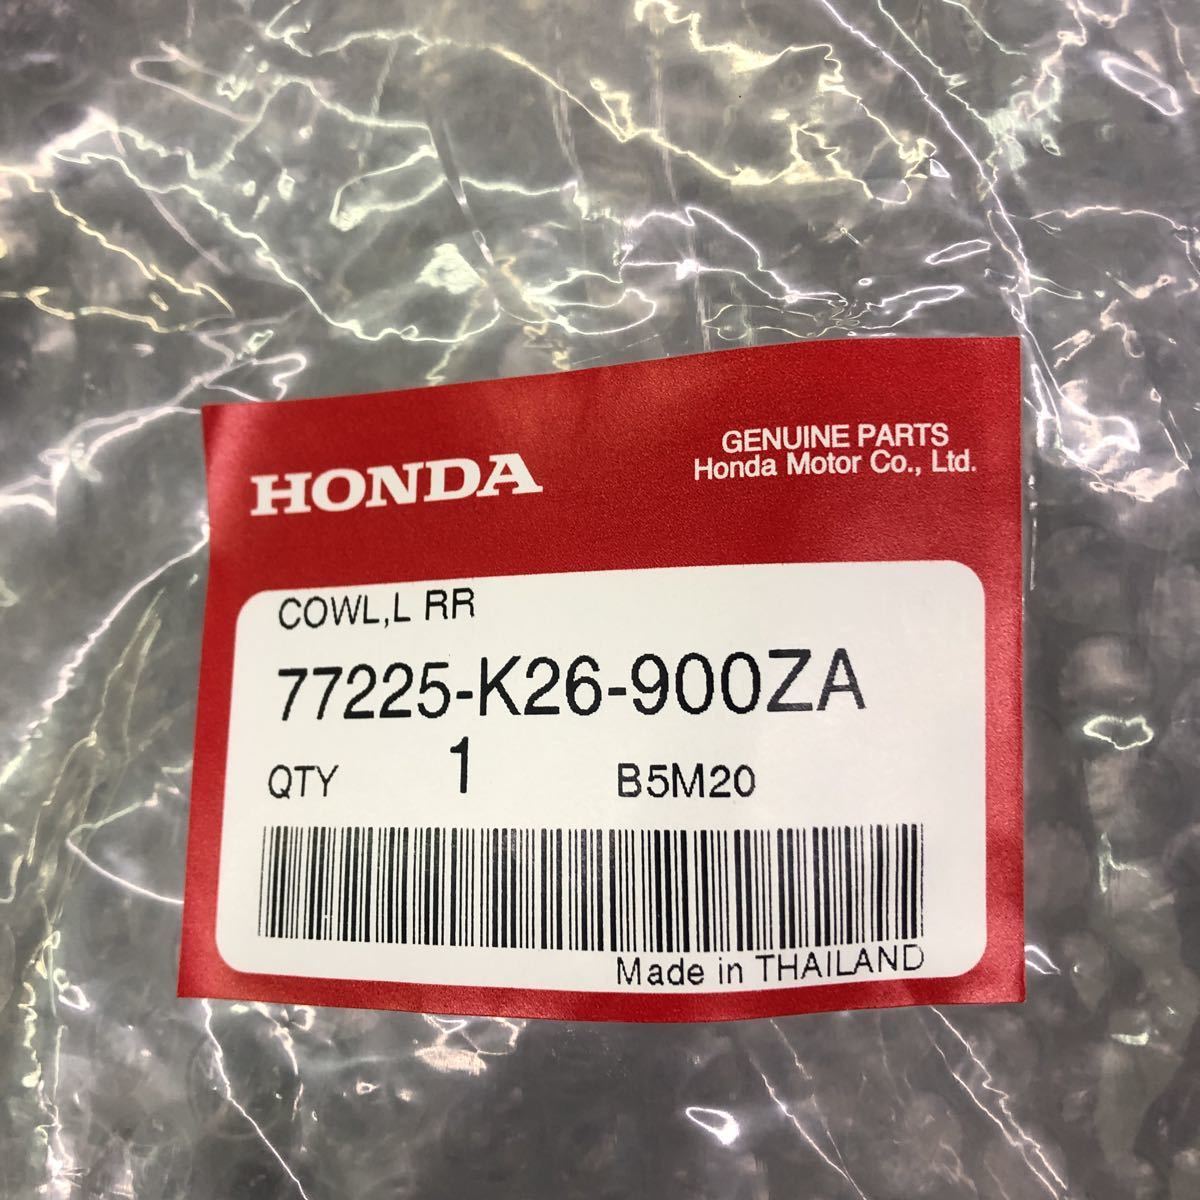 HONDA
GENUINE PARTS
Honda Motor Co., Ltd.
COWL,L RR
77225-K26-900ZA
QTY 1 B5M20
Made in THAILAND